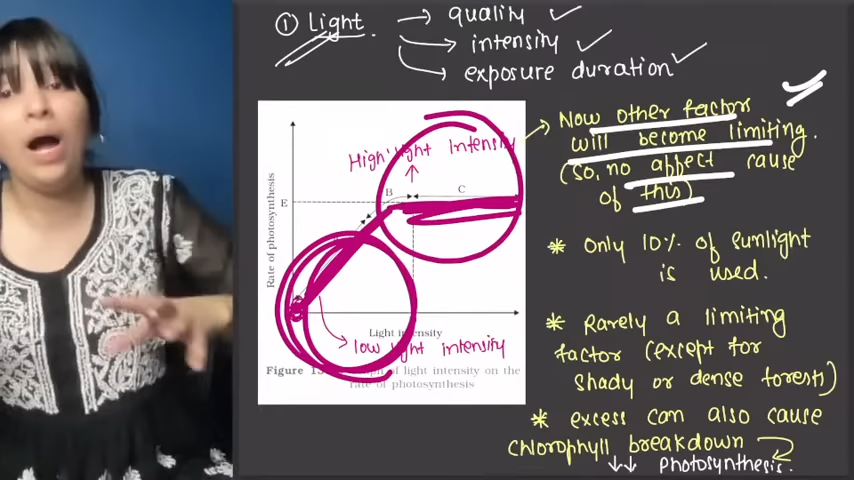 ① Light → quality ✓
→ intensity ✓
→ exposure duration ✓
→ Now other factors
will become limiting.
(So, no affect cause
of this)
High light intensity
B
C
E
A
Rate of photosynthesis
Light intensity
low light intensity
of light intensity on the
rate of photosynthesis
* Only 10% of sunlight
is used.
* Rarely a limiting
factor (except for
shady or dense forests)
* excess can also cause
chlorophyll breakdown
↓↓ photosynthesis.